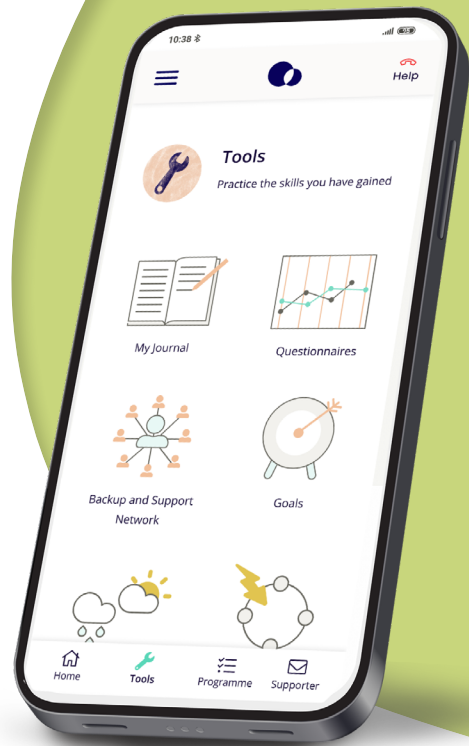 10:38
95
Help
Tools
Practice the skills you have gained
My Journal
Questionnaires
Backup and Support
Network
Goals
Home
Tools
Programme
Supporter